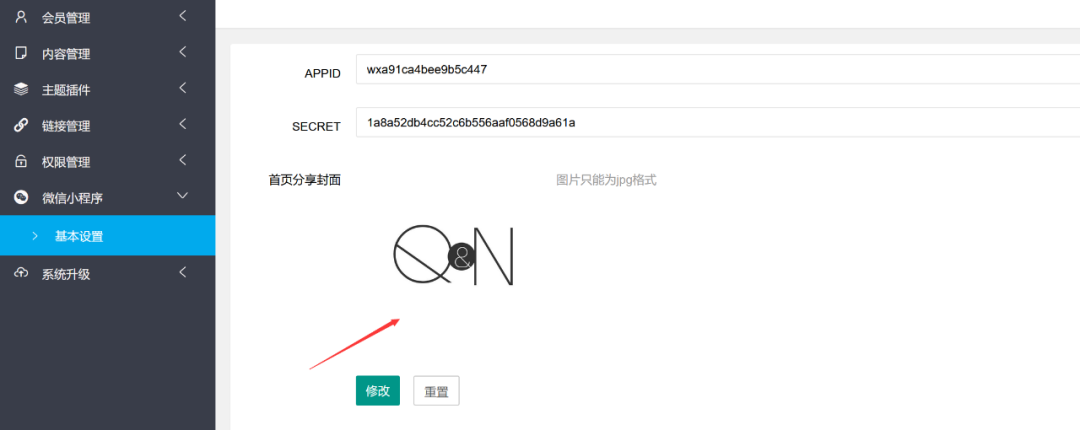 会员管理
内容管理
主题插件
链接管理
权限管理
微信小程序
基本设置
系统升级
APPID
wxa91ca4bee9b5c447
SECRET
1a8a52db4cc52c6b556aaf0568d9a61a
首页分享封面
图片只能为jpg格式
Q&N
修改
重置